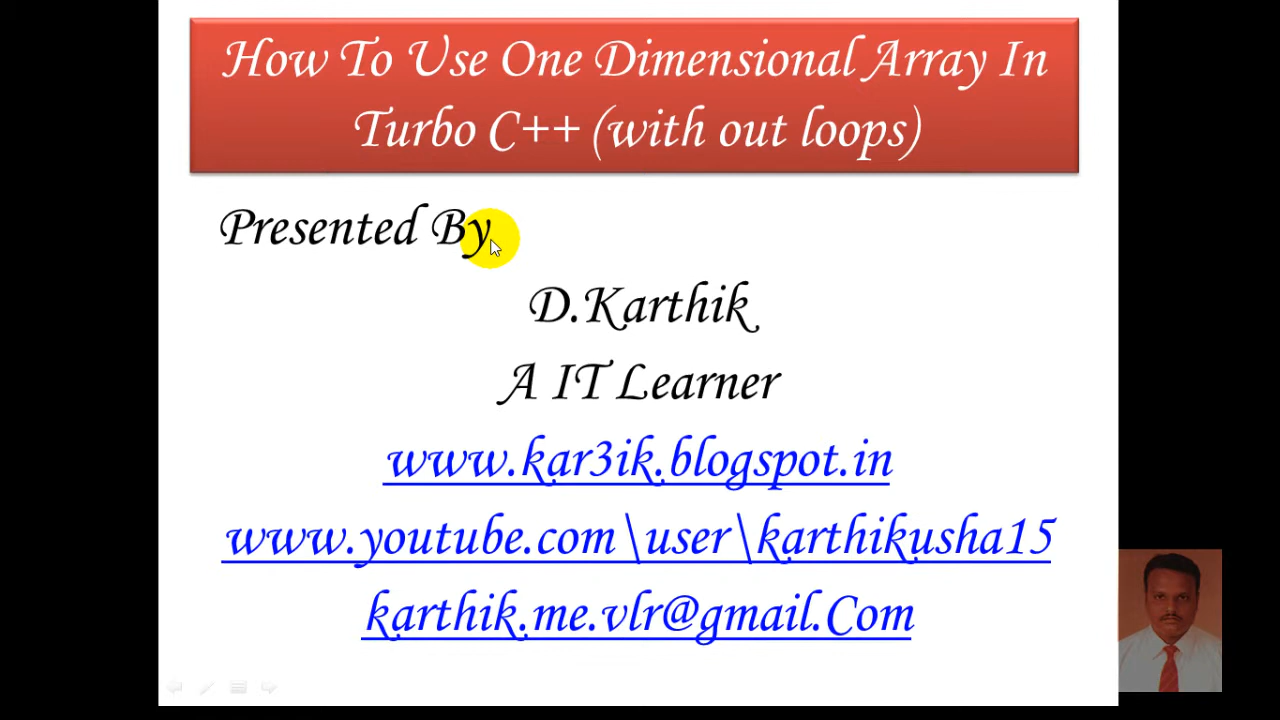 How To Use One Dimensional Array In
Turbo C++ (with out loops)
Presented By
D.Karthik
A IT Learner
www.kar3ik.blogspot.in
www.youtube.com\user\karthikusha15
karthik.me.vlr@gmail.Com